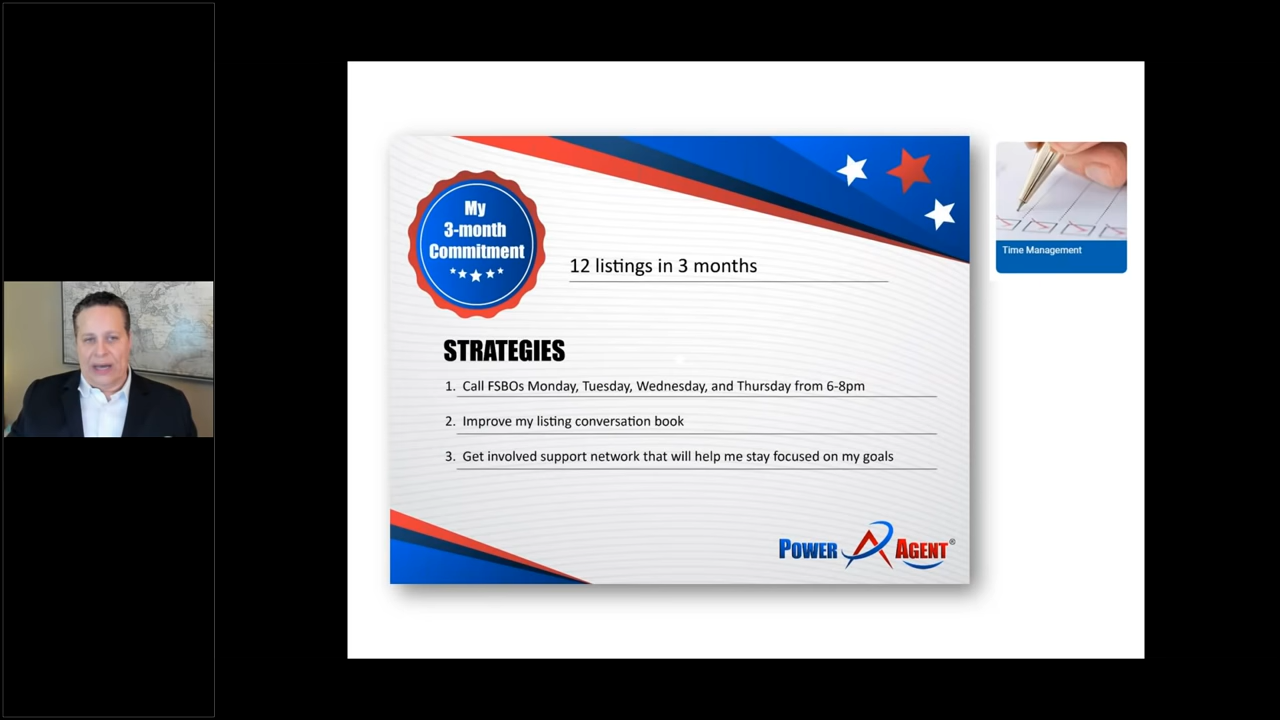 My
3-month
Commitment
12 listings in 3 months
STRATEGIES
1. Call FSBOs Monday, Tuesday, Wednesday, and Thursday from 6-8pm
2. Improve my listing conversation book
3. Get involved support network that will help me stay focused on my goals
POWER AGENT®
Time Management